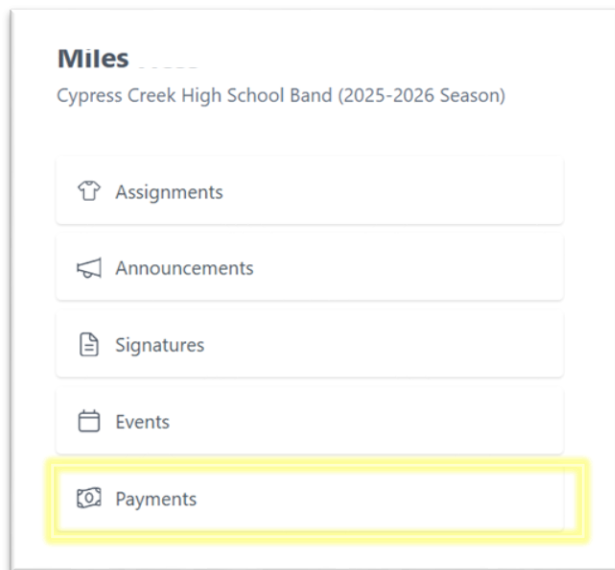 Miles
Cypress Creek High School Band (2025-2026 Season)
Assignments
Announcements
Signatures
Events
Payments